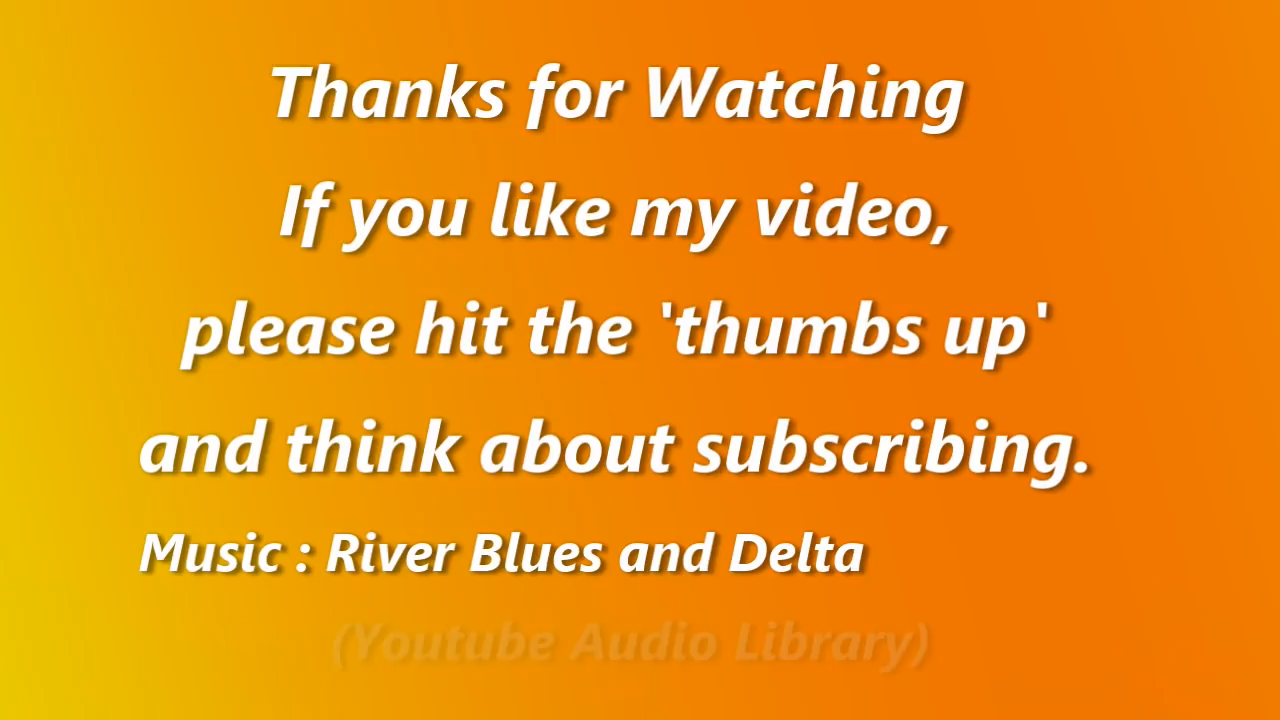 Thanks for Watching
If you like my video,
please hit the 'thumbs up'
and think about subscribing.
Music : River Blues and Delta
(Youtube Audio Library)